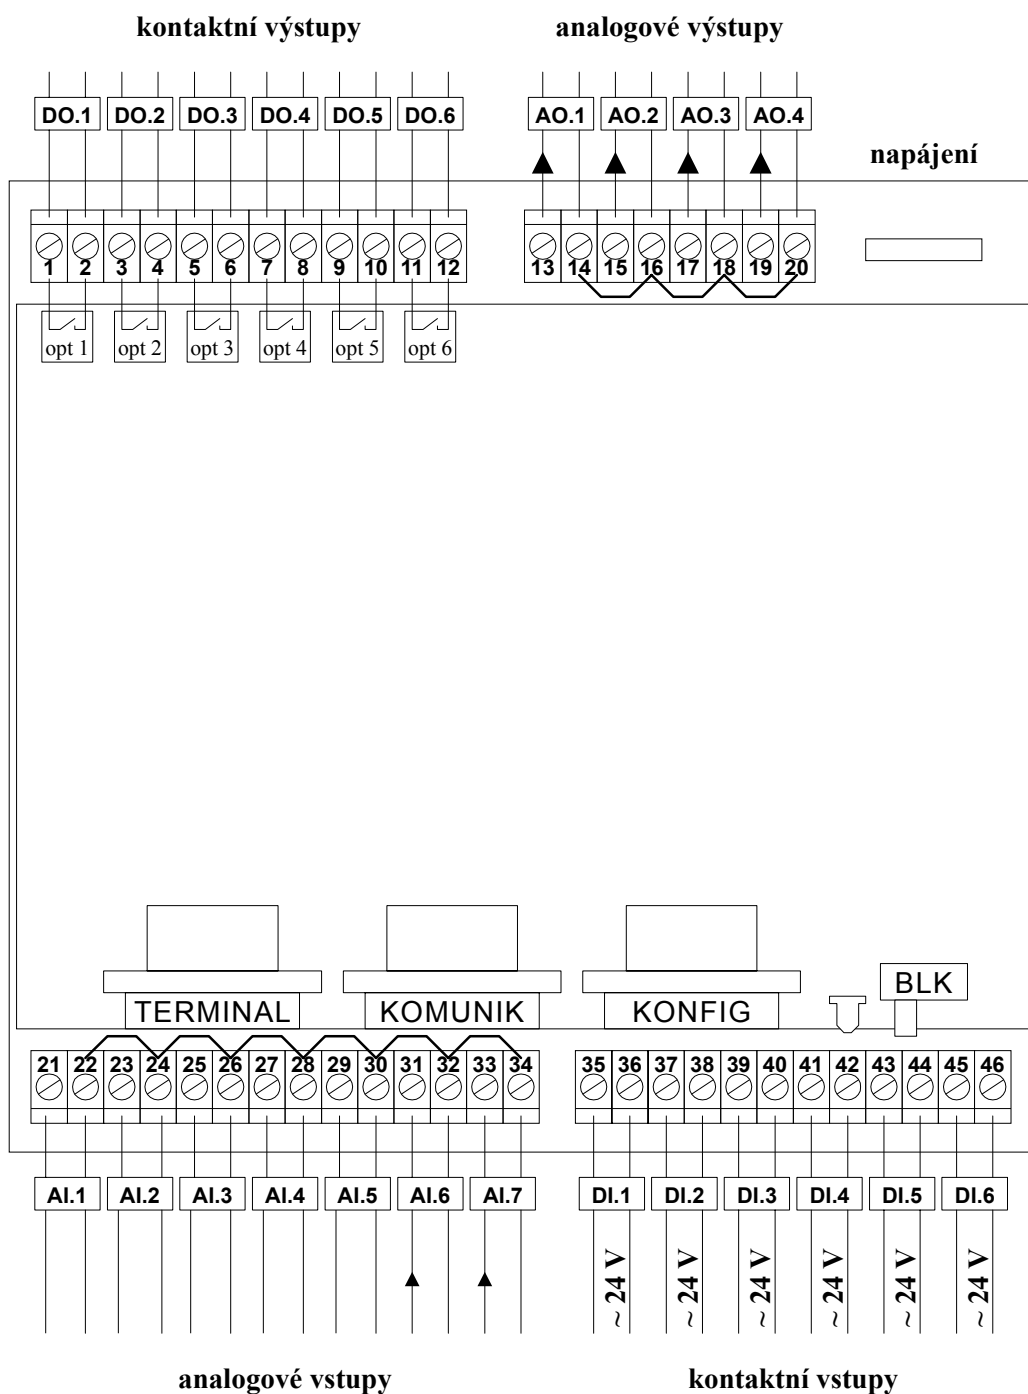 kontaktní výstupy analogové výstupy
DO.1 DO.2 DO.3 DO.4 DO.5 DO.6 AO.1 AO.2 AO.3 AO.4
napájení
1 2 3 4 5 6 7 8 9 10 11 12 13 14 15 16 17 18 19 20
opt 1 opt 2 opt 3 opt 4 opt 5 opt 6
BLK
TERMINAL KOMUNIK KONFIG
21 22 23 24 25 26 27 28 29 30 31 32 33 34 35 36 37 38 39 40 41 42 43 44 45 46
AI.1 AI.2 AI.3 AI.4 AI.5 AI.6 AI.7 DI.1 DI.2 DI.3 DI.4 DI.5 DI.6
~ 24 V ~ 24 V ~ 24 V ~ 24 V ~ 24 V ~ 24 V
analogové vstupy kontaktní vstupy